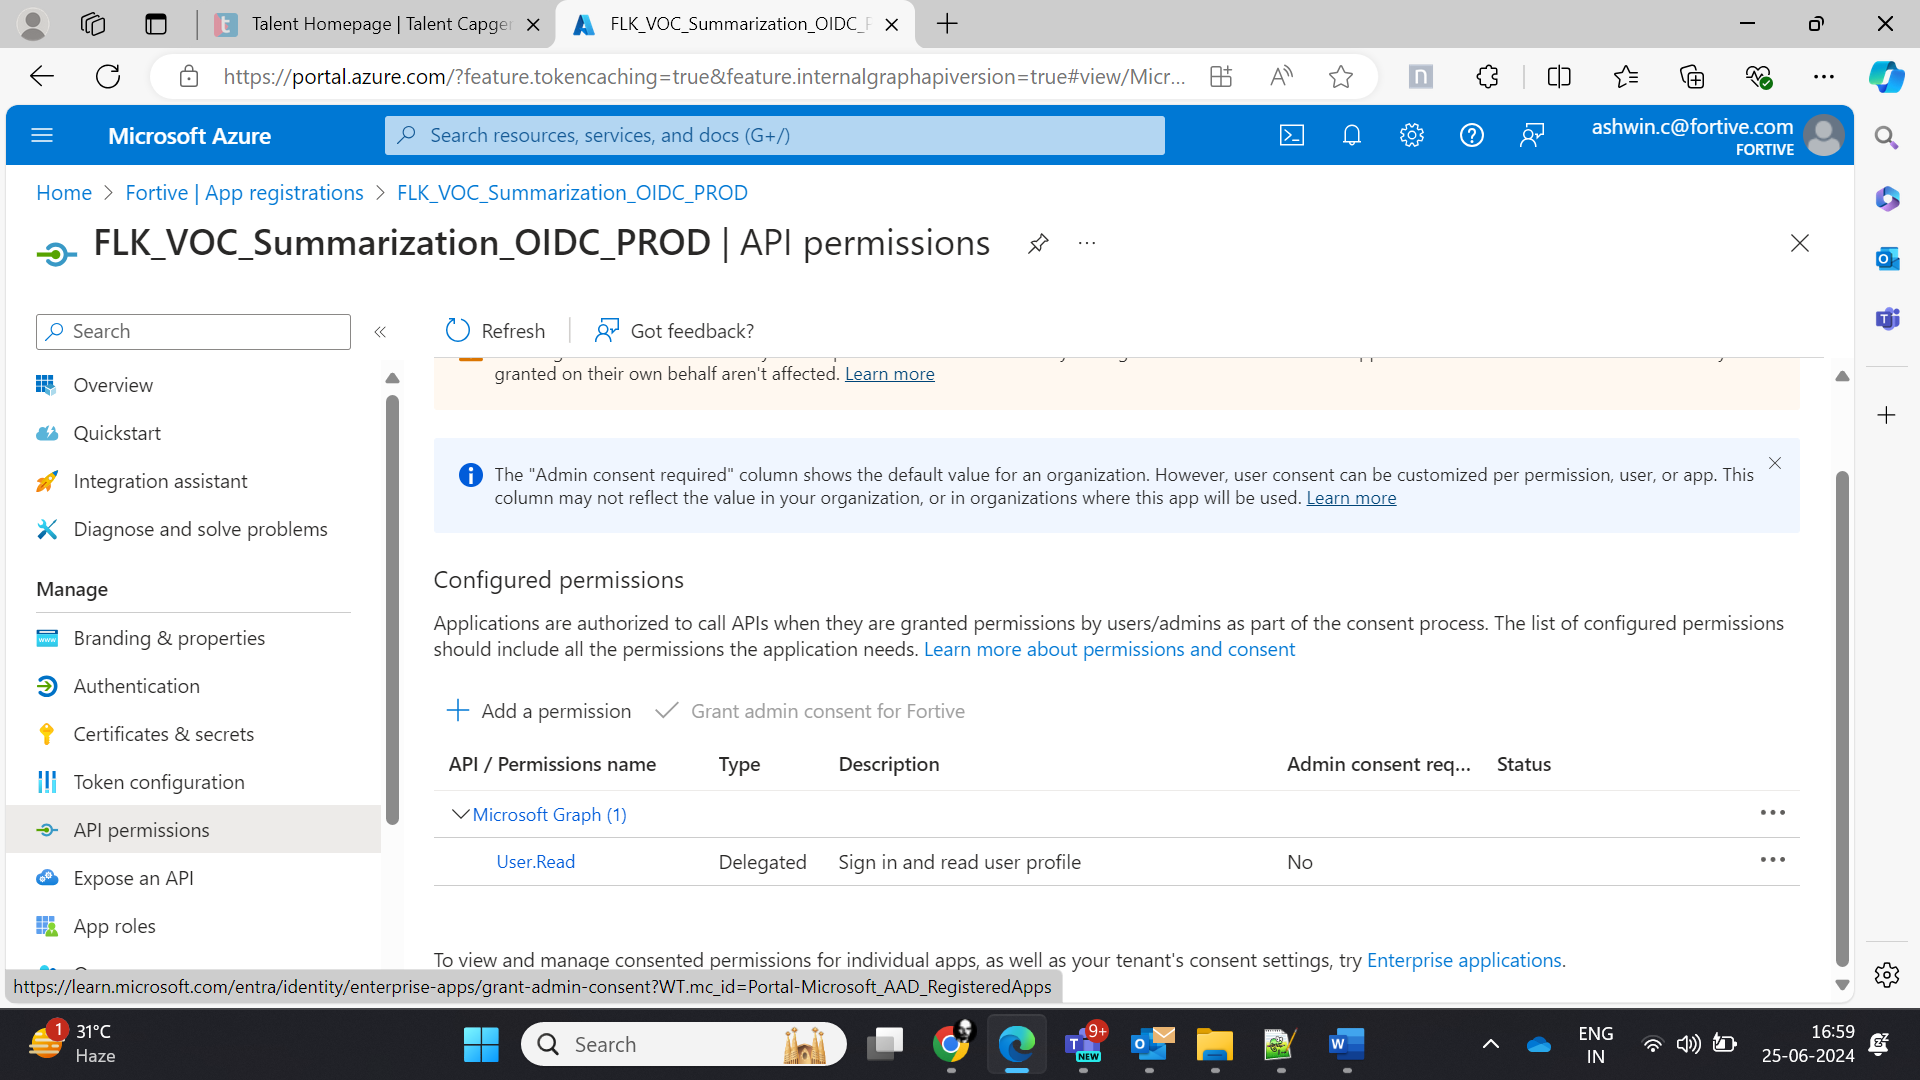 Talent Homepage | Talent Capge
FLK_VOC_Summarization_OIDC_P
https://portal.azure.com/?feature.tokencaching=true&feature.internalgraphapiversion=true#view/Micr...
Microsoft Azure
Search resources, services, and docs (G+/)
ashwin.c@fortive.com
FORTIVE
Home > Fortive | App registrations > FLK_VOC_Summarization_OIDC_PROD
FLK_VOC_Summarization_OIDC_PROD | API permissions
Search
Refresh
Got feedback?
granted on their own behalf aren't affected. Learn more
Overview
Quickstart
Integration assistant
Diagnose and solve problems
Manage
Branding & properties
Authentication
Certificates & secrets
Token configuration
API permissions
Expose an API
App roles
The "Admin consent required" column shows the default value for an organization. However, user consent can be customized per permission, user, or app. This
column may not reflect the value in your organization, or in organizations where this app will be used. Learn more
Configured permissions
Applications are authorized to call APIs when they are granted permissions by users/admins as part of the consent process. The list of configured permissions
should include all the permissions the application needs. Learn more about permissions and consent
Add a permission
Grant admin consent for Fortive
API / Permissions name Type Description Admin consent req... Status
Microsoft Graph (1)
User.Read Delegated Sign in and read user profile No
To view and manage consented permissions for individual apps, as well as your tenant's consent settings, try Enterprise applications.
https://learn.microsoft.com/entra/identity/enterprise-apps/grant-admin-consent?WT.mc_id=Portal-Microsoft_AAD_RegisteredApps
1
31°C
Haze
Search
9+
NEW
ENG
IN
16:59
25-06-2024